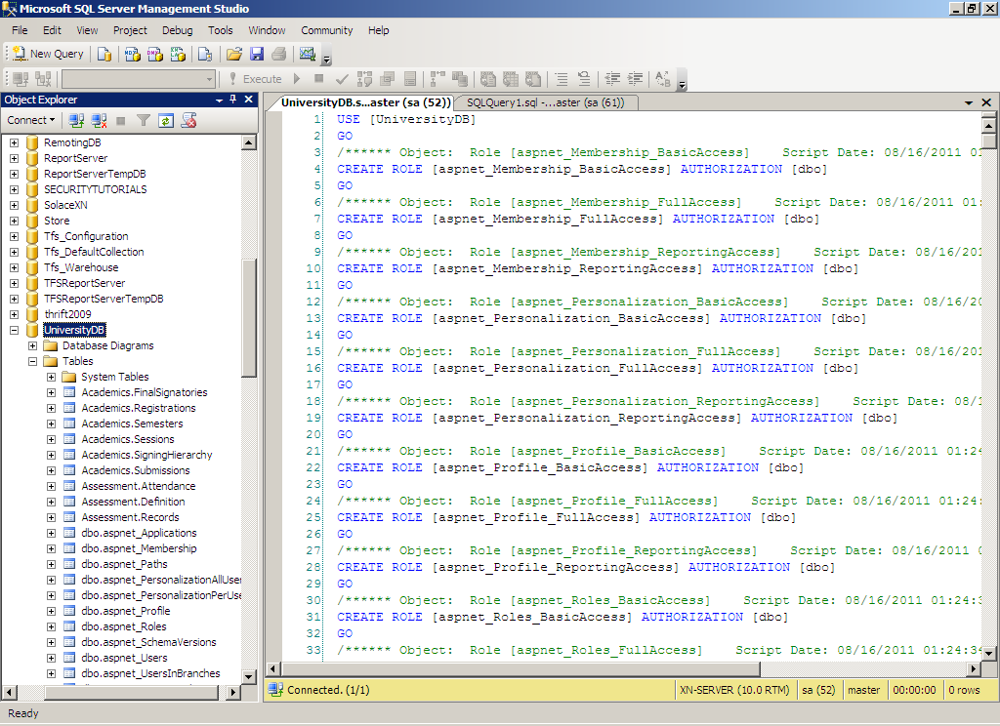 Microsoft SQL Server Management Studio
File Edit View Project Debug Tools Window Community Help
New Query
Execute
Object Explorer
Connect
RemotingDB
ReportServer
ReportServerTempDB
SECURITYTUTORIALS
SolaceXN
Store
Tfs_Configuration
Tfs_DefaultCollection
Tfs_Warehouse
TFSReportServer
TFSReportServerTempDB
thrift2009
UniversityDB
Database Diagrams
Tables
System Tables
Academics.FinalSignatories
Academics.Registrations
Academics.Semesters
Academics.Sessions
Academics.SigningHierarchy
Academics.Submissions
Assessment.Attendance
Assessment.Definition
Assessment.Records
dbo.aspnet_Applications
dbo.aspnet_Membership
dbo.aspnet_Paths
dbo.aspnet_PersonalizationAllUser
dbo.aspnet_PersonalizationPerUse
dbo.aspnet_Profile
dbo.aspnet_Roles
dbo.aspnet_SchemaVersions
dbo.aspnet_Users
dbo.aspnet_UsersInBranches
UniversityDB.s...aster (sa (52)) SQLQuery1.sql -...aster (sa (61))
1 USE [UniversityDB]
2 GO
3 /****** Object: Role [aspnet_Membership_BasicAccess] Script Date: 08/16/2011 01
4 CREATE ROLE [aspnet_Membership_BasicAccess] AUTHORIZATION [dbo]
5 GO
6 /****** Object: Role [aspnet_Membership_FullAccess] Script Date: 08/16/2011 01:
7 CREATE ROLE [aspnet_Membership_FullAccess] AUTHORIZATION [dbo]
8 GO
9 /****** Object: Role [aspnet_Membership_ReportingAccess] Script Date: 08/16/201
10 CREATE ROLE [aspnet_Membership_ReportingAccess] AUTHORIZATION [dbo]
11 GO
12 /****** Object: Role [aspnet_Personalization_BasicAccess] Script Date: 08/16/20
13 CREATE ROLE [aspnet_Personalization_BasicAccess] AUTHORIZATION [dbo]
14 GO
15 /****** Object: Role [aspnet_Personalization_FullAccess] Script Date: 08/16/201
16 CREATE ROLE [aspnet_Personalization_FullAccess] AUTHORIZATION [dbo]
17 GO
18 /****** Object: Role [aspnet_Personalization_ReportingAccess] Script Date: 08/1
19 CREATE ROLE [aspnet_Personalization_ReportingAccess] AUTHORIZATION [dbo]
20 GO
21 /****** Object: Role [aspnet_Profile_BasicAccess] Script Date: 08/16/2011 01:24
22 CREATE ROLE [aspnet_Profile_BasicAccess] AUTHORIZATION [dbo]
23 GO
24 /****** Object: Role [aspnet_Profile_FullAccess] Script Date: 08/16/2011 01:24:
25 CREATE ROLE [aspnet_Profile_FullAccess] AUTHORIZATION [dbo]
26 GO
27 /****** Object: Role [aspnet_Profile_ReportingAccess] Script Date: 08/16/2011 0
28 CREATE ROLE [aspnet_Profile_ReportingAccess] AUTHORIZATION [dbo]
29 GO
30 /****** Object: Role [aspnet_Roles_BasicAccess] Script Date: 08/16/2011 01:24:3
31 CREATE ROLE [aspnet_Roles_BasicAccess] AUTHORIZATION [dbo]
32 GO
33 /****** Object: Role [aspnet_Roles_FullAccess] Script Date: 08/16/2011 01:24:34
Connected. (1/1) XN-SERVER (10.0 RTM) sa (52) master 00:00:00 0 rows
Ready